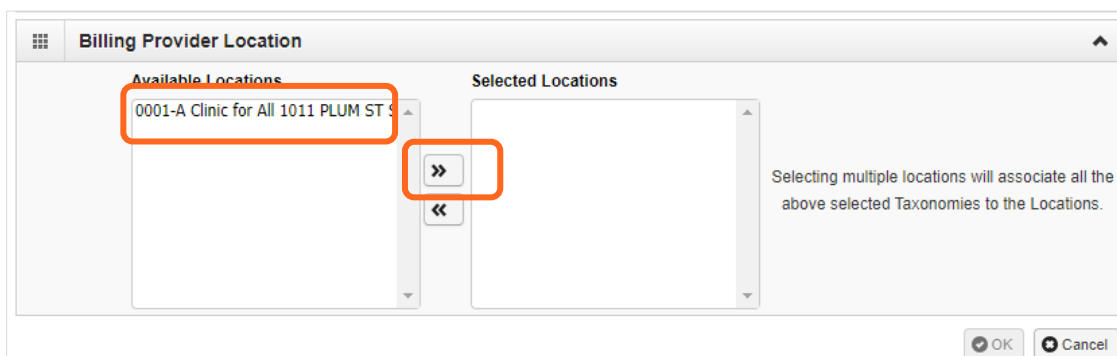 Billing Provider Location
Available Locations
Selected Locations
0001-A Clinic for All 1011 PLUM ST
Selecting multiple locations will associate all the
above selected Taxonomies to the Locations.
OK
Cancel